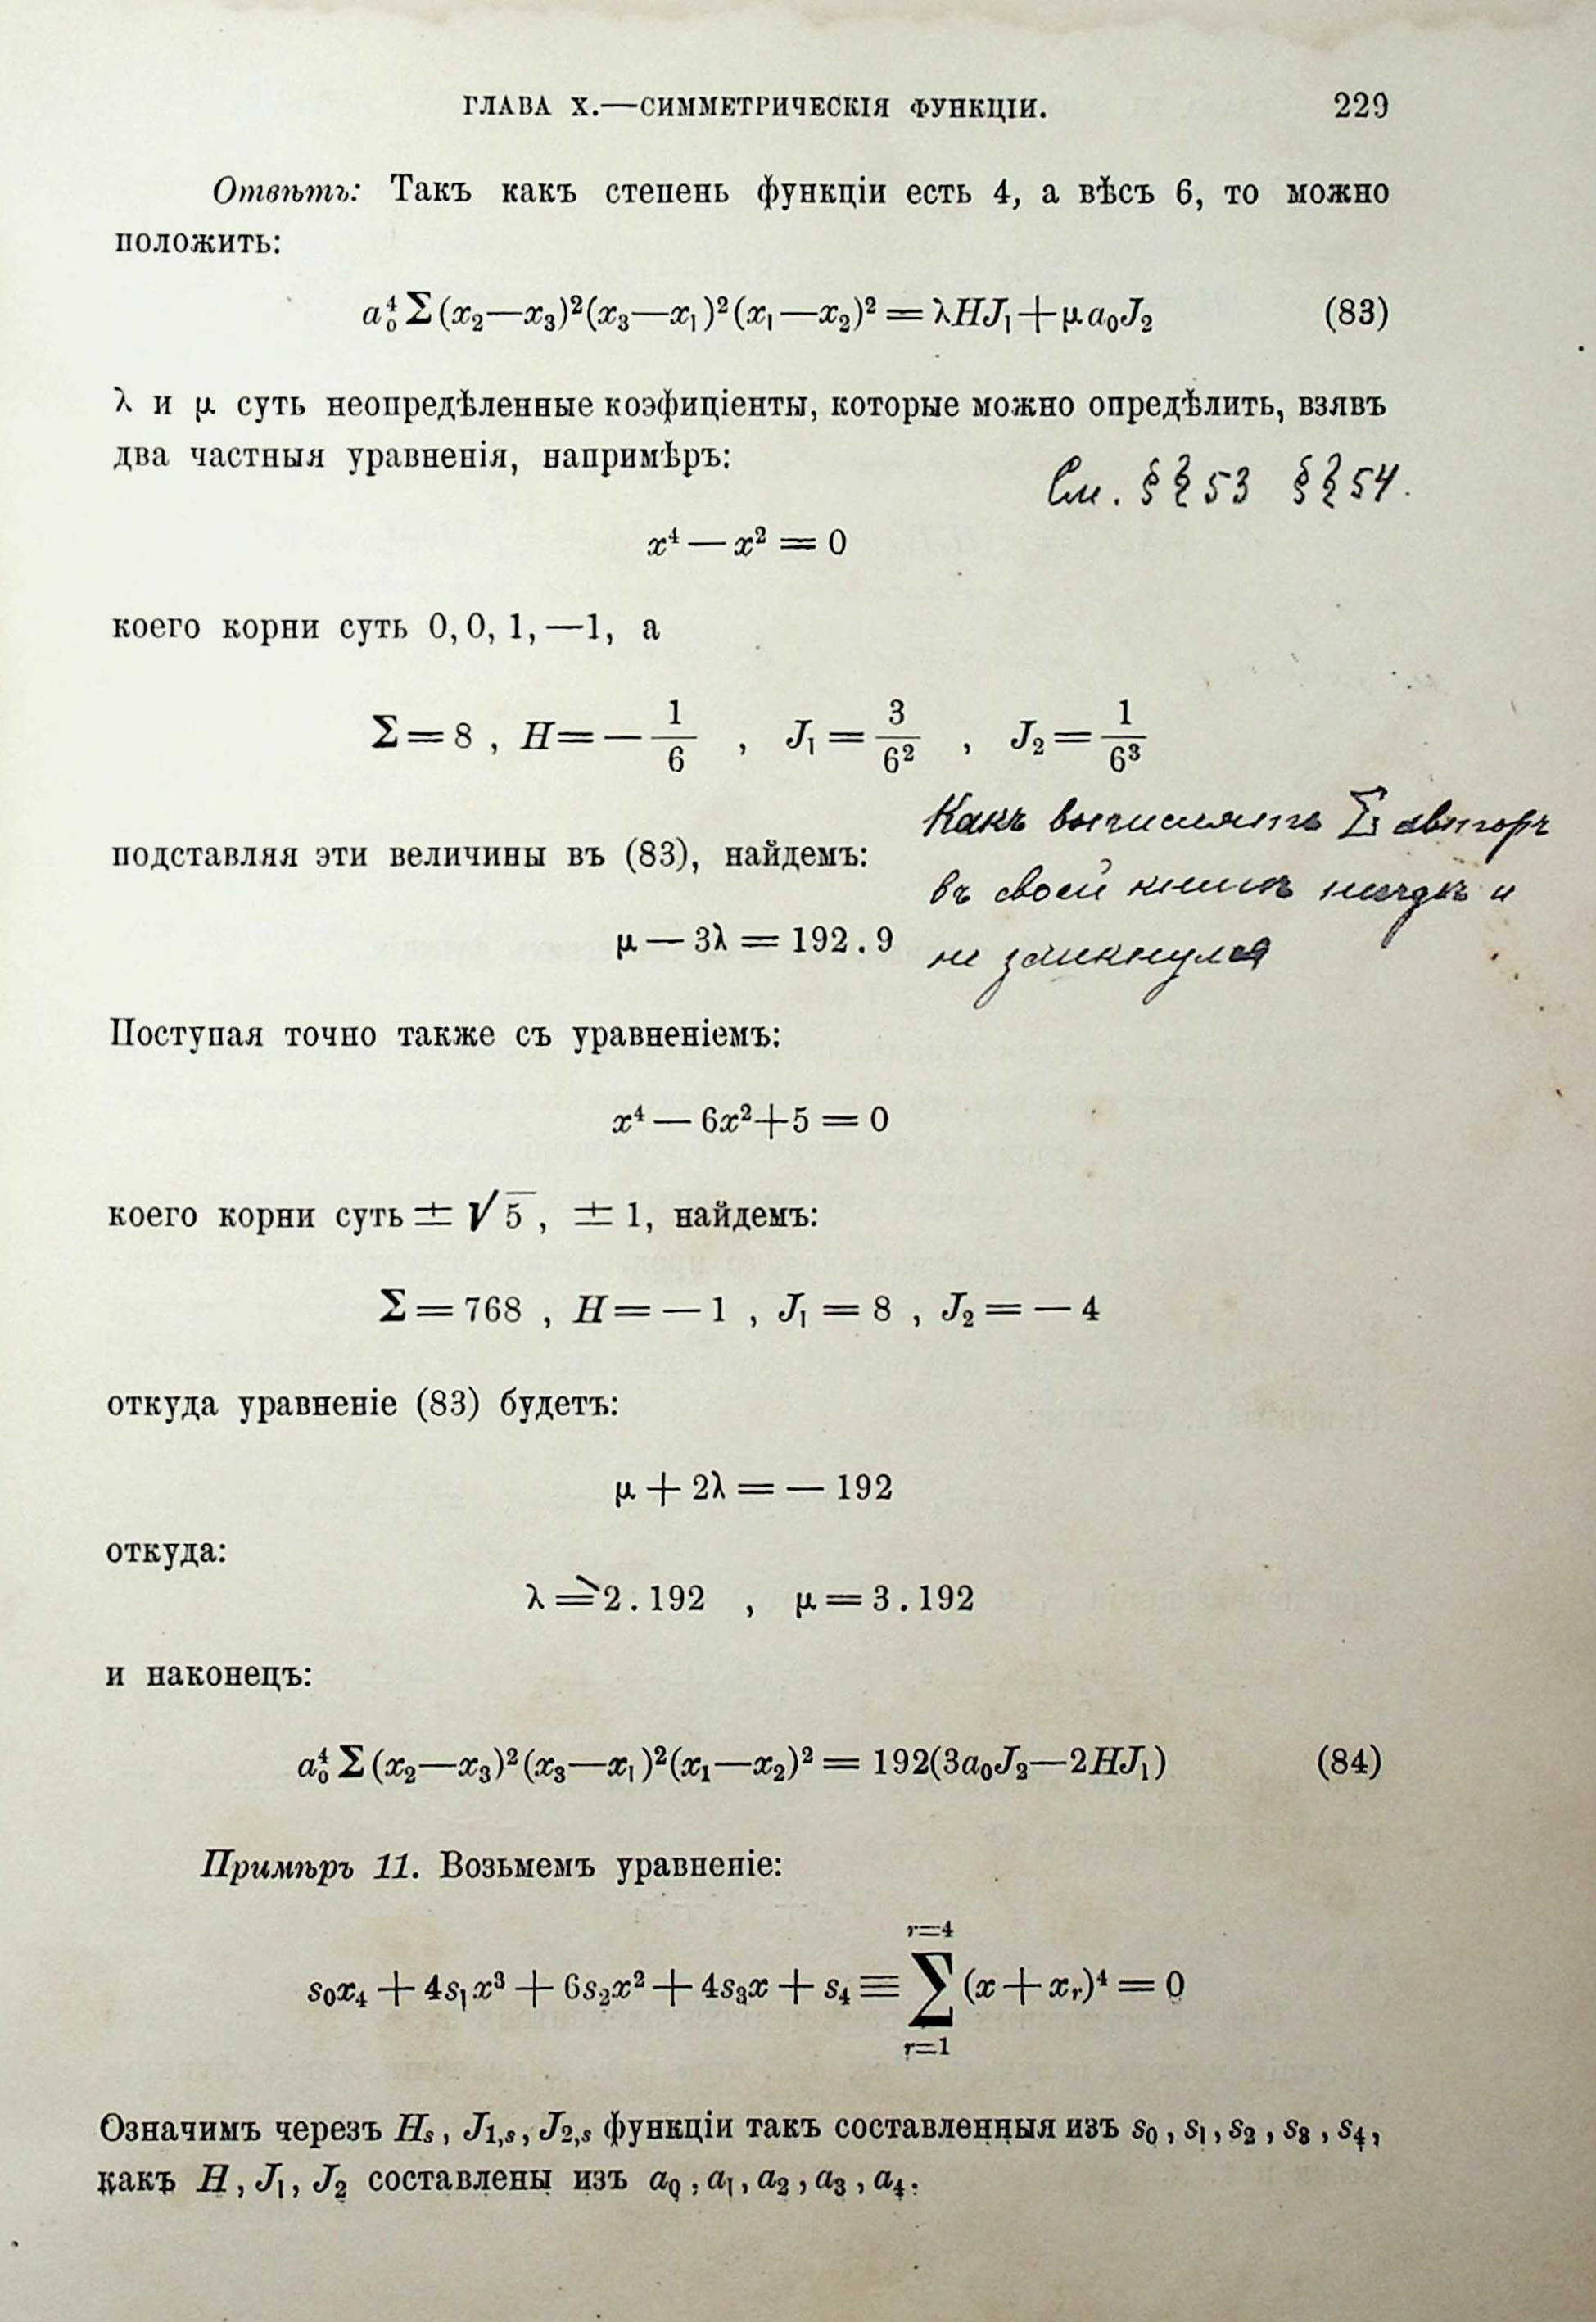 ГЛАВА X.—СИММЕТРИЧЕСКІЯ ФУНКЦІИ. 229
Отвѣтъ: Такъ какъ степень функціи есть 4, а вѣсъ 6, то можно
положить:
a₀⁴ Σ (x₂—x₃)²(x₃—x₁)²(x₁—x₂)² = λHJ₁ + μa₀J₂ (83)
λ и μ суть неопредѣленные коэфиціенты, которые можно опредѣлить, взявъ
два частныя уравненія, напримѣръ:
См. §§ 53 §§ 54.
x⁴ — x² = 0
коего корни суть 0, 0, 1, —1, а
Σ = 8 , H = — 1/6 , J₁ = 3/6² , J₂ = 1/6³
Какъ вычислять Σ авторъ
подставляя эти величины въ (83), найдемъ:
въ своей книгѣ нигдѣ и
μ — 3λ = 192 . 9
не заикнулся
Поступая точно также съ уравненіемъ:
x⁴ — 6x² + 5 = 0
коего корни суть ± √5 , ± 1, найдемъ:
Σ = 768 , H = — 1 , J₁ = 8 , J₂ = — 4
откуда уравненіе (83) будетъ:
μ + 2λ = — 192
откуда:
λ = 2 . 192 , μ = 3 . 192
и наконецъ:
a₀⁴ Σ (x₂—x₃)²(x₃—x₁)²(x₁—x₂)² = 192(3a₀J₂—2HJ₁) (84)
Примѣръ 11. Возьмемъ уравненіе:
r=4
s₀x₄ + 4s₁x³ + 6s₂x² + 4s₃x + s₄ ≡ ∑ (x + xᵣ)⁴ = 0
r=1
Означимъ черезъ Hₛ , J₁,ₛ , J₂,ₛ функціи такъ составленныя изъ s₀ , s₁ , s₂ , s₃ , s₄ ,
какъ H , J₁ , J₂ составлены изъ a₀ , a₁ , a₂ , a₃ , a₄ .